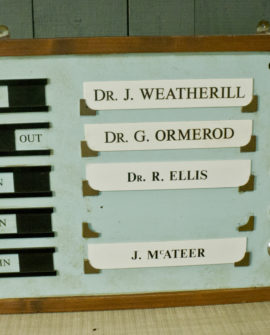 DR. J. WEATHERILL
OUT DR. G. ORMEROD
DR. R. ELLIS
J. McATEER